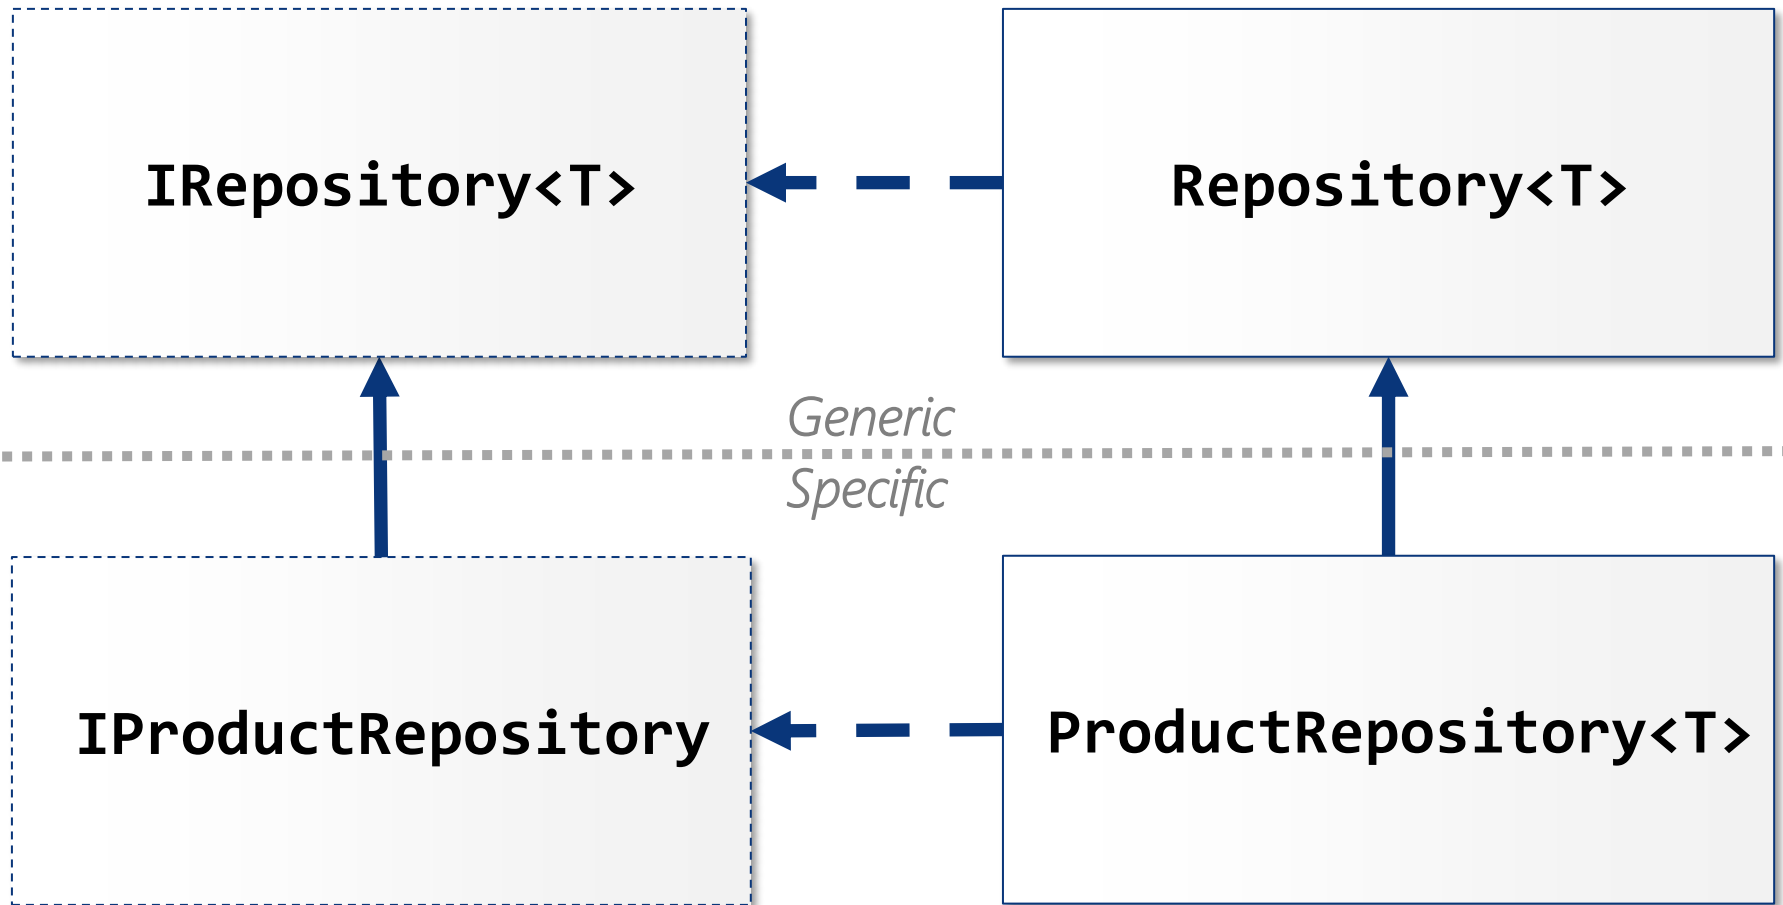 IRepository<T>
Repository<T>
Generic
Specific
IProductRepository
ProductRepository<T>